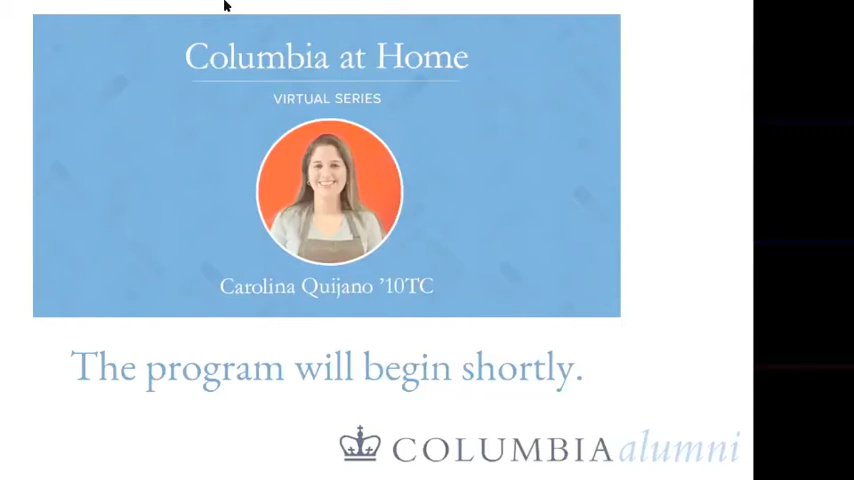 Columbia at Home
VIRTUAL SERIES
Carolina Quijano ’10TC
The program will begin shortly.
COLUMBIA alumni